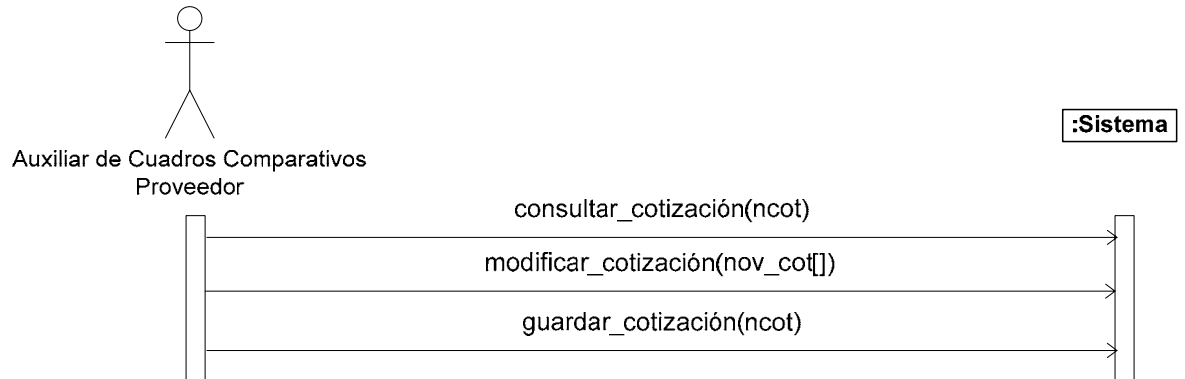 :Sistema
Auxiliar de Cuadros Comparativos
Proveedor
consultar_cotización(ncot)
modificar_cotización(nov_cot[])
guardar_cotización(ncot)